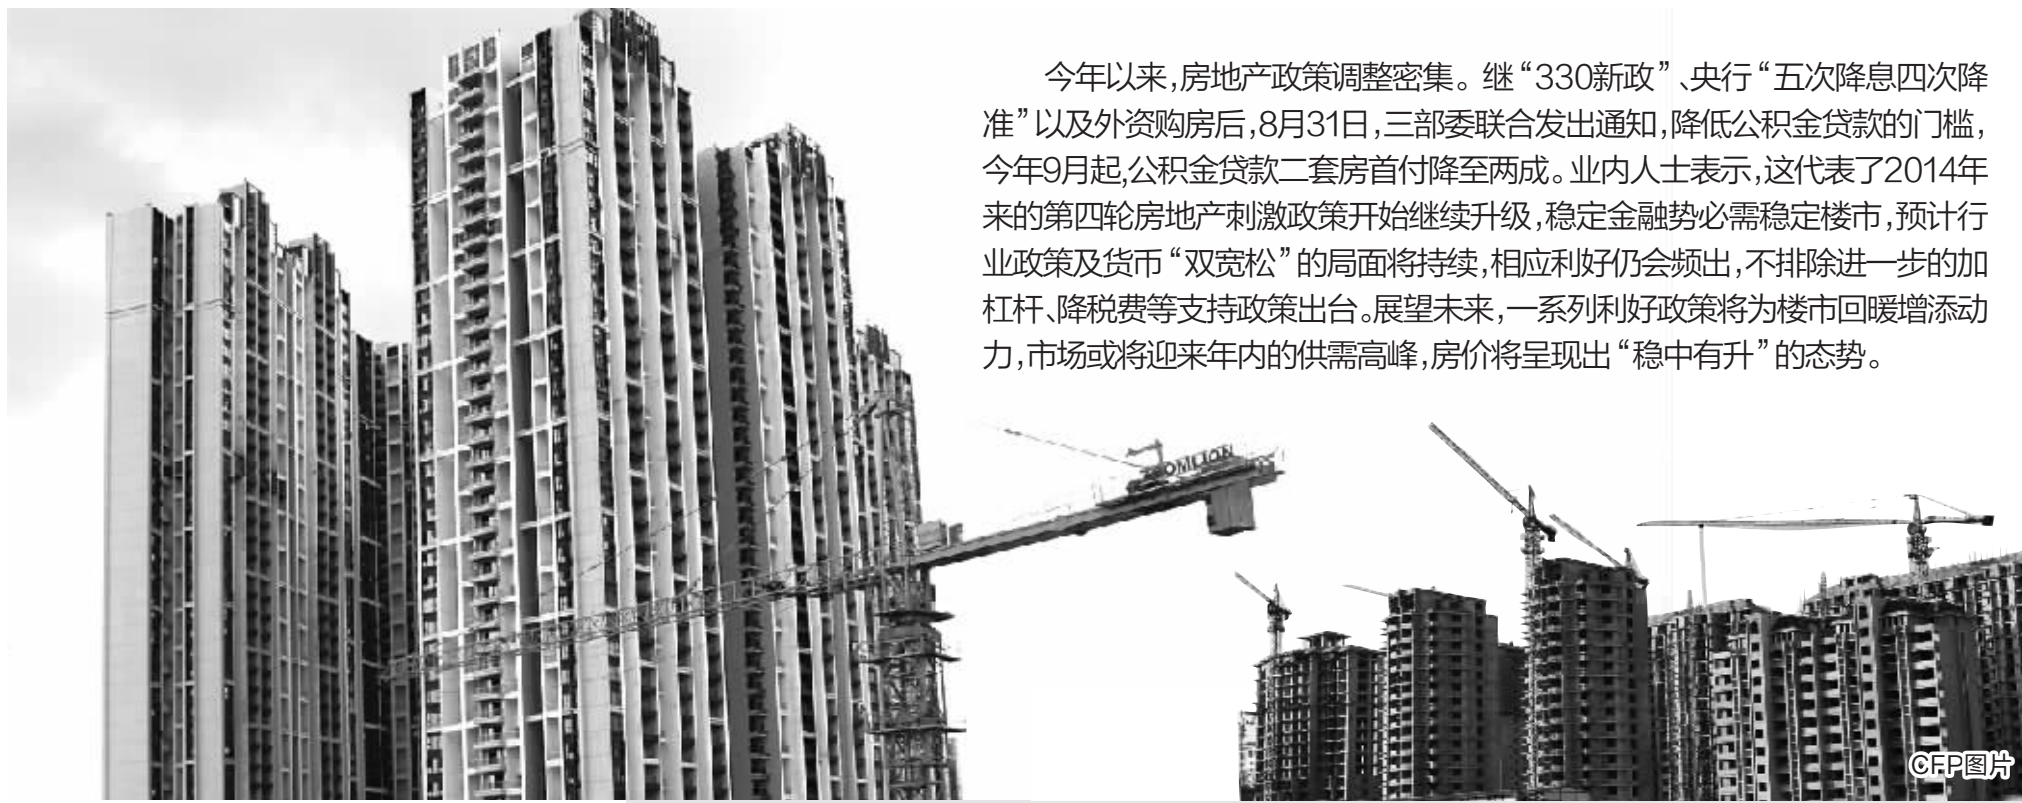 今年以来,房地产政策调整密集。继“330新政”、央行“五次降息四次降
准”以及外资购房后,8月31日,三部委联合发出通知,降低公积金贷款的门槛,
今年9月起,公积金贷款二套房首付降至两成。业内人士表示,这代表了2014年
来的第四轮房地产刺激政策开始继续升级,稳定金融势必需稳定楼市,预计行
业政策及货币“双宽松”的局面将持续,相应利好仍会频出,不排除进一步的加
杠杆、降税费等支持政策出台。展望未来,一系列利好政策将为楼市回暖增添动
力,市场或将迎来年内的供需高峰,房价将呈现出“稳中有升”的态势。
ZOOMLION
CFP图片